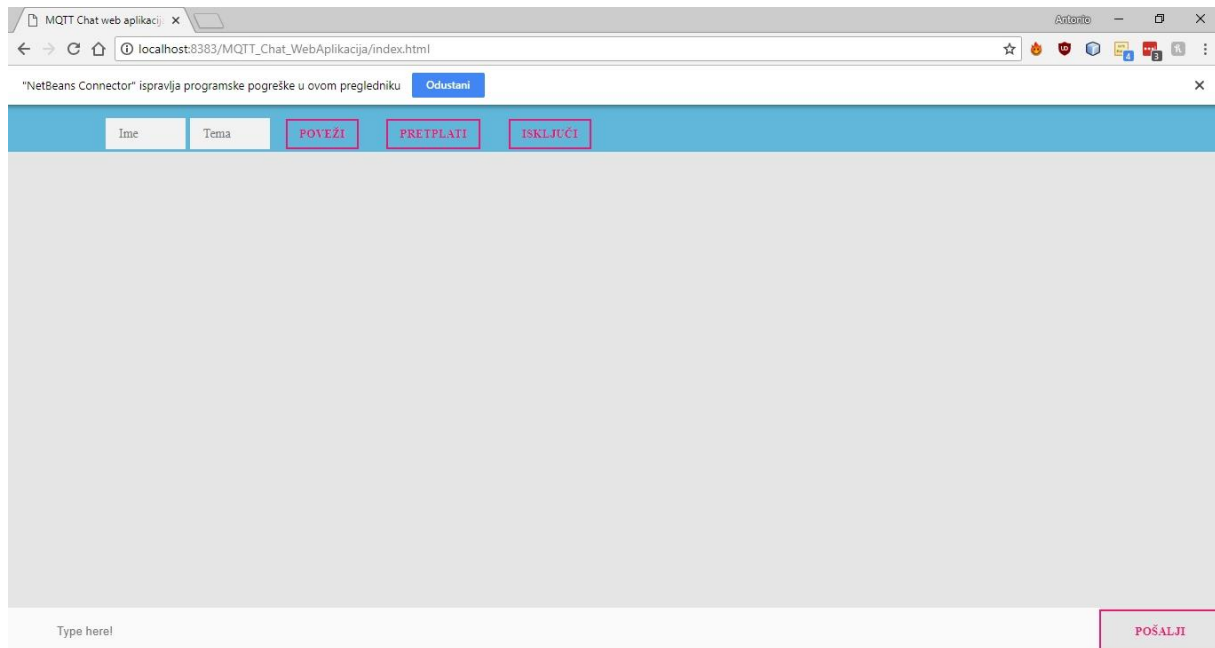 MQTT Chat web aplikacij
Antonio
localhost:8383/MQTT_Chat_WebAplikacija/index.html
"NetBeans Connector" ispravlja programske pogreške u ovom pregledniku Odustani
Ime Tema POVEŽI PRETPLATI ISKLJUČI
Type here! POŠALJI